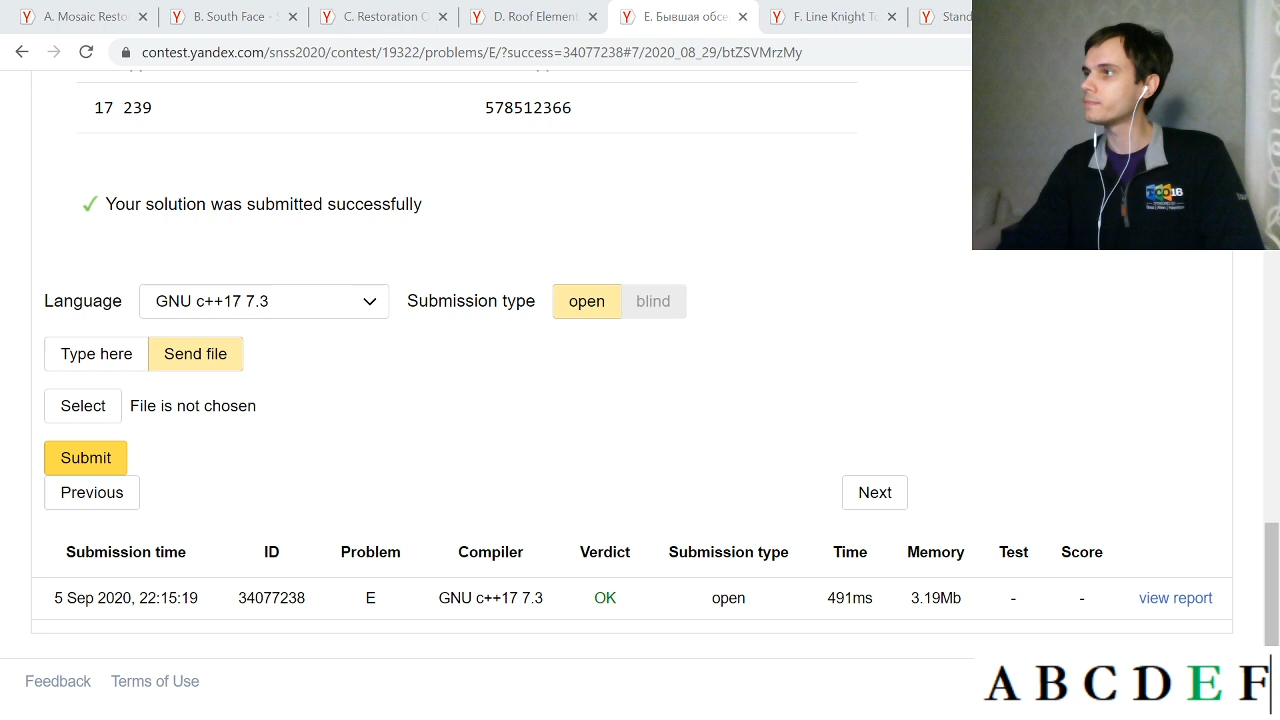 A. Mosaic Resto
B. South Face -
C. Restoration O
D. Roof Element
E. Бывшая обсе
F. Line Knight To
Stand
contest.yandex.com/snss2020/contest/19522/problems/E/?success=34077238#7/2020_08_29/btZSVMrzMy
17 239 578512366
Your solution was submitted successfully
Language GNU c++17 7.3 Submission type open blind
Type here Send file
Select File is not chosen
Submit
Previous Next
Submission time ID Problem Compiler Verdict Submission type Time Memory Test Score
5 Sep 2020, 22:15:19 34077238 E GNU c++17 7.3 OK open 491ms 3.19Mb - - view report
Feedback Terms of Use
A B C D E F